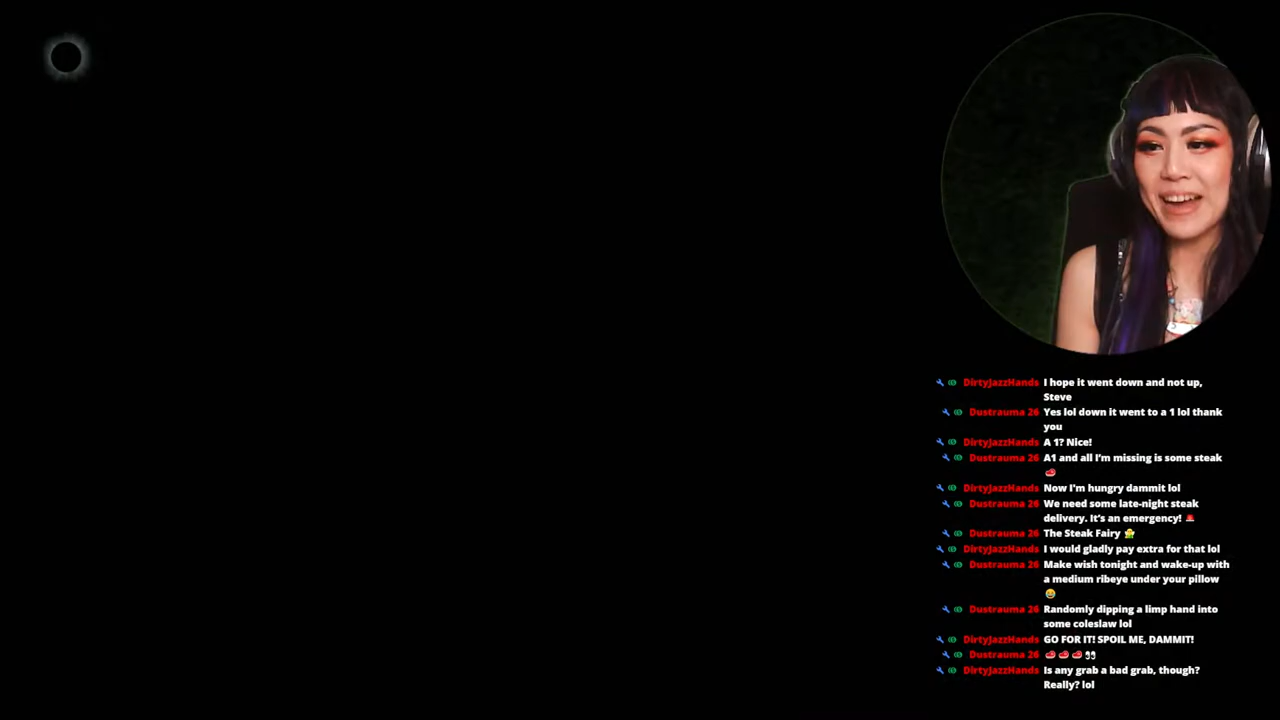 DirtyJazzHands I hope it went down and not up,
Steve
Dustrauma 26 Yes lol down it went to a 1 lol thank
you
DirtyJazzHands A 1? Nice!
Dustrauma 26 A1 and all I'm missing is some steak
🥩
DirtyJazzHands Now I'm hungry dammit lol
Dustrauma 26 We need some late-night steak
delivery. It's an emergency! 🚨
Dustrauma 26 The Steak Fairy 🧚
DirtyJazzHands I would gladly pay extra for that lol
Dustrauma 26 Make wish tonight and wake-up with
a medium ribeye under your pillow
😂
Dustrauma 26 Randomly dipping a limp hand into
some coleslaw lol
DirtyJazzHands GO FOR IT! SPOIL ME, DAMMIT!
Dustrauma 26 🥩🥩🥩👀
DirtyJazzHands Is any grab a bad grab, though?
Really? lol